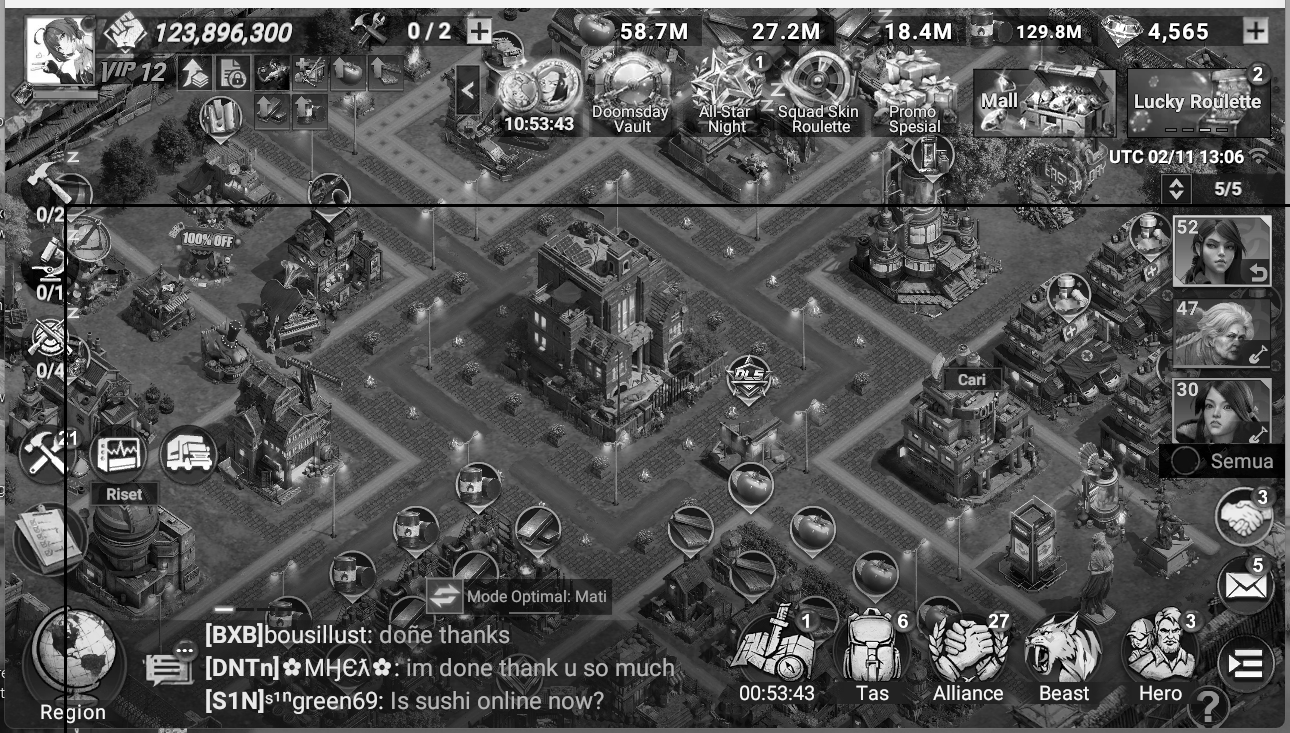 123,896,300
0 / 2
58.7M
27.2M
18.4M
129.8M
4,565
VIP 12
10:53:43
Doomsday
Vault
1
All-Star
Night
Squad Skin
Roulette
Promo
Spesial
Mall
2
Lucky Roulette
UTC 02/11 13:06
5/5
0/2
100% OFF
52
0/1
47
0/4
DLS
Cari
30
21
Semua
Riset
3
5
Mode Optimal: Mati
[BXB]bousillust: doñe thanks
[DNTn]✿MӇЄƛ✿: im done thank u so much
[S1N]ˢ¹ⁿgreen69: Is sushi online now?
Region
1
00:53:43
6
Tas
27
Alliance
Beast
3
Hero
?